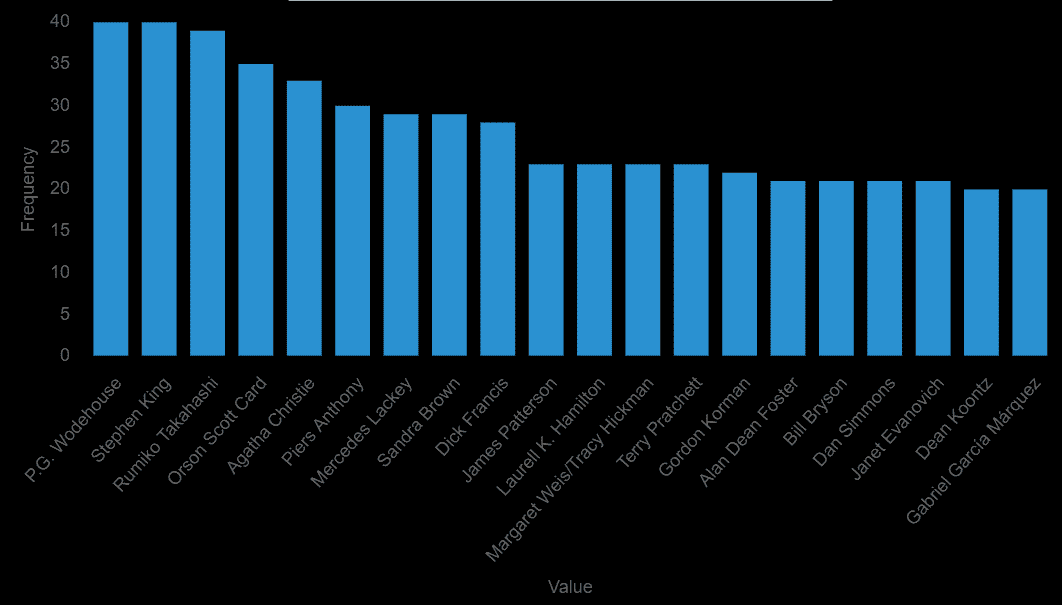 40
35
30
25
20
15
10
5
0
Frequency
P.G. Wodehouse
Stephen King
Rumiko Takahashi
Orson Scott Card
Agatha Christie
Piers Anthony
Mercedes Lackey
Sandra Brown
Dick Francis
James Patterson
Laurell K. Hamilton
Margaret Weis/Tracy Hickman
Terry Pratchett
Gordon Korman
Alan Dean Foster
Bill Bryson
Dan Simmons
Janet Evanovich
Dean Koontz
Gabriel García Márquez
Value